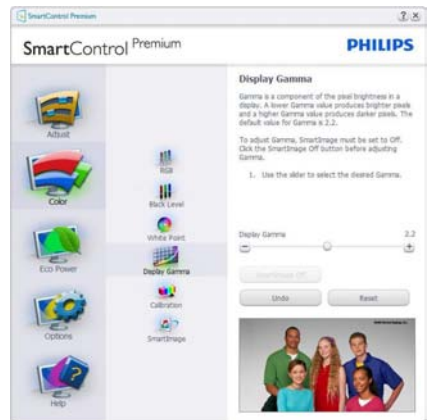 SmartControl Premium
? X
SmartControl Premium
PHILIPS
Adjust
Color
Eco Power
Options
Help
RGB
Black Level
White Point
Display Gamma
Calibration
SmartImage
Display Gamma
Gamma is a component of the pixel brightness in a
display. A lower Gamma value produces brighter pixels
and a higher Gamma value produces darker pixels. The
default value for Gamma is 2.2.
To adjust Gamma, SmartImage must be set to Off.
Click the SmartImage Off button before adjusting
Gamma.
1. Use the slider to select the desired Gamma.
Display Gamma 2.2
SmartImage Off
Undo
Reset